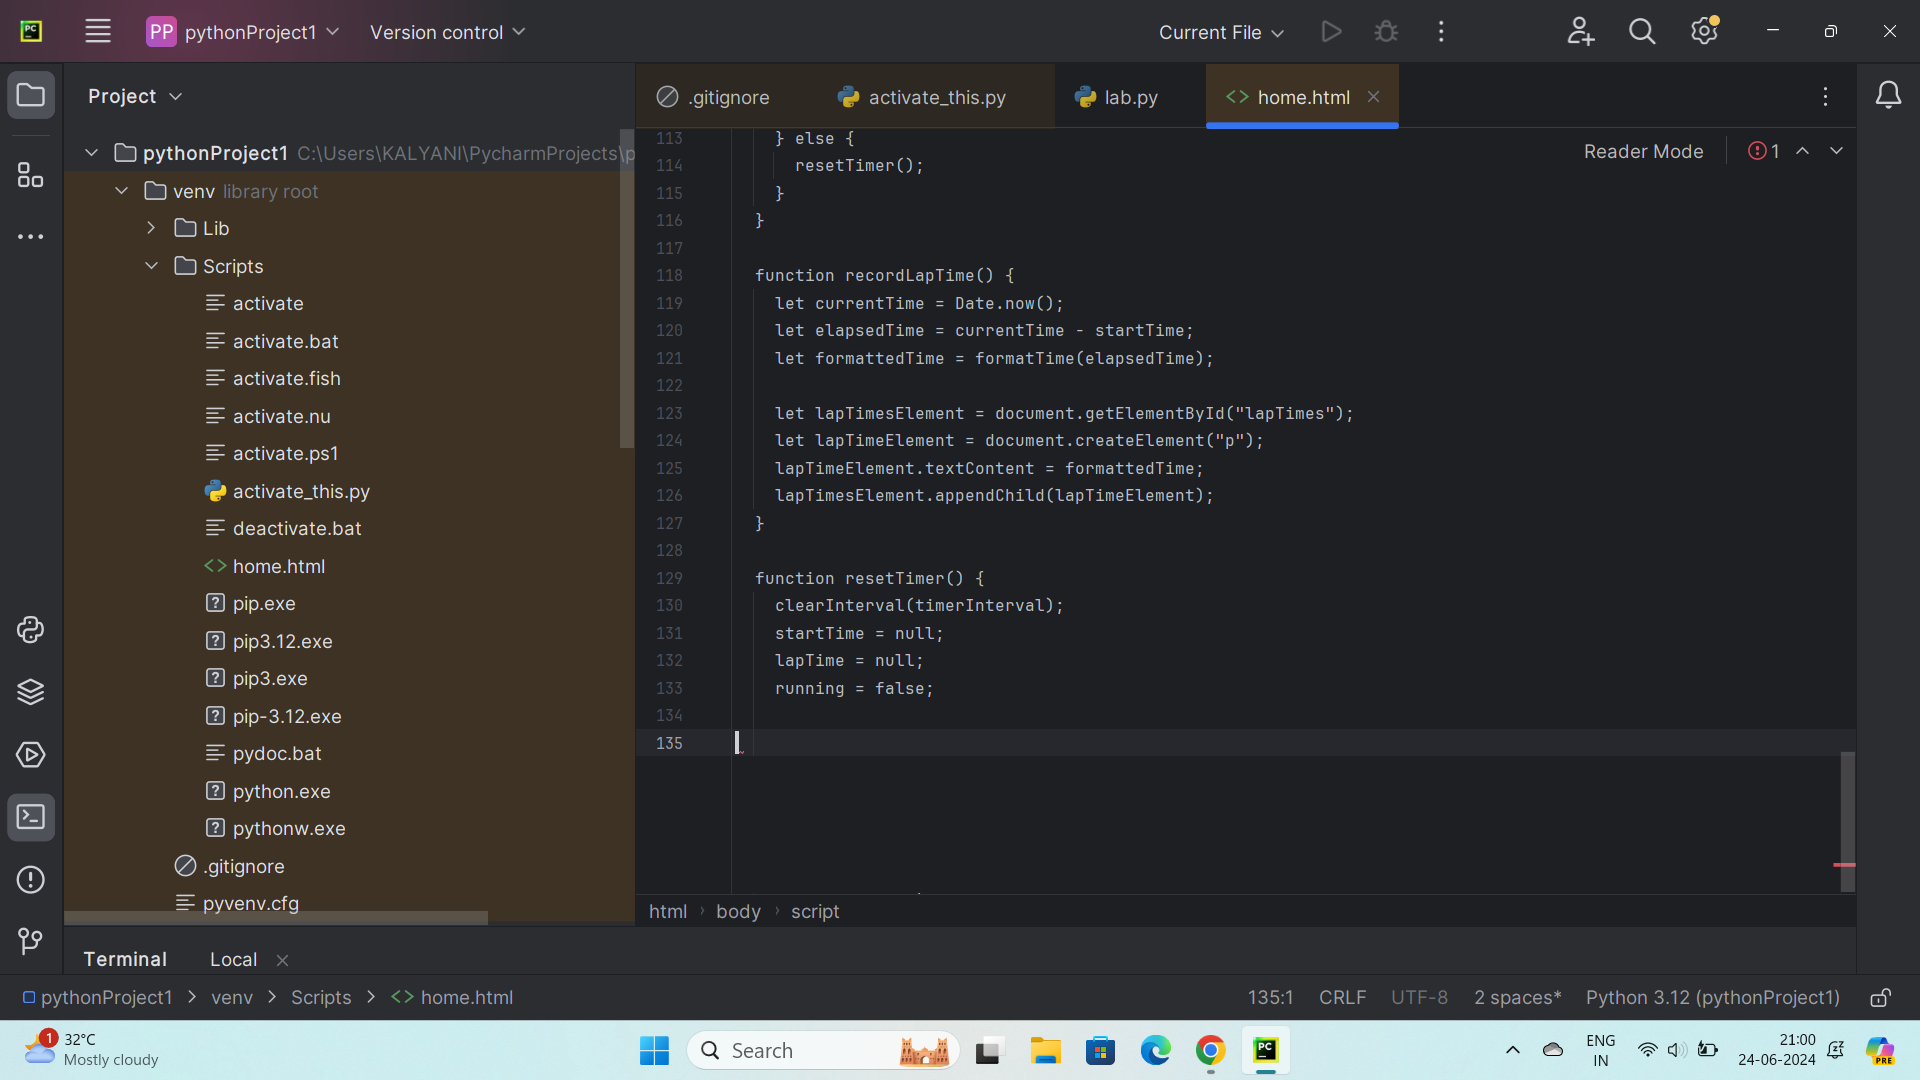 PC PP pythonProject1 Version control Current File
Project
.gitignore activate_this.py lab.py home.html
pythonProject1 C:\Users\KALYANI\PycharmProjects\p
venv library root
Lib
Scripts
activate
activate.bat
activate.fish
activate.nu
activate.ps1
activate_this.py
deactivate.bat
home.html
pip.exe
pip3.12.exe
pip3.exe
pip-3.12.exe
pydoc.bat
python.exe
pythonw.exe
.gitignore
pyvenv.cfg
Reader Mode 1
113 } else {
114 resetTimer();
115 }
116 }
117
118 function recordLapTime() {
119 let currentTime = Date.now();
120 let elapsedTime = currentTime - startTime;
121 let formattedTime = formatTime(elapsedTime);
122
123 let lapTimesElement = document.getElementById("lapTimes");
124 let lapTimeElement = document.createElement("p");
125 lapTimeElement.textContent = formattedTime;
126 lapTimesElement.appendChild(lapTimeElement);
127 }
128
129 function resetTimer() {
130 clearInterval(timerInterval);
131 startTime = null;
132 lapTime = null;
133 running = false;
134
135
html › body › script
Terminal Local
pythonProject1 > venv > Scripts > home.html 135:1 CRLF UTF-8 2 spaces* Python 3.12 (pythonProject1)
1 32°C
Mostly cloudy
Search
PC
PRE
ENG
IN
21:00
24-06-2024